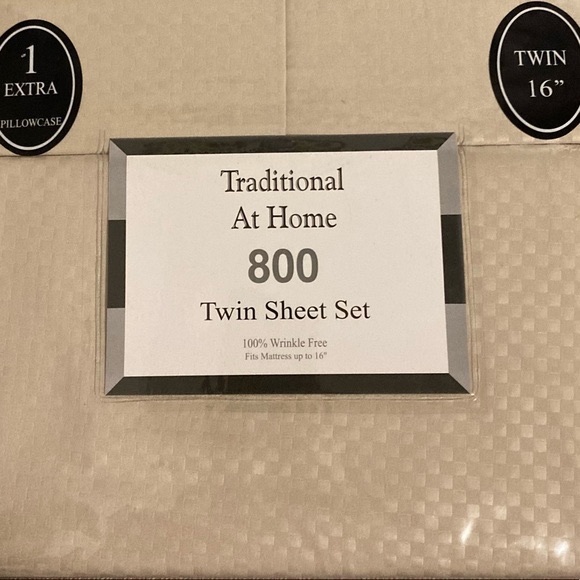 1
EXTRA
PILLOWCASE
TWIN
16”
Traditional
At Home
800
Twin Sheet Set
100% Wrinkle Free
Fits Mattress up to 16"